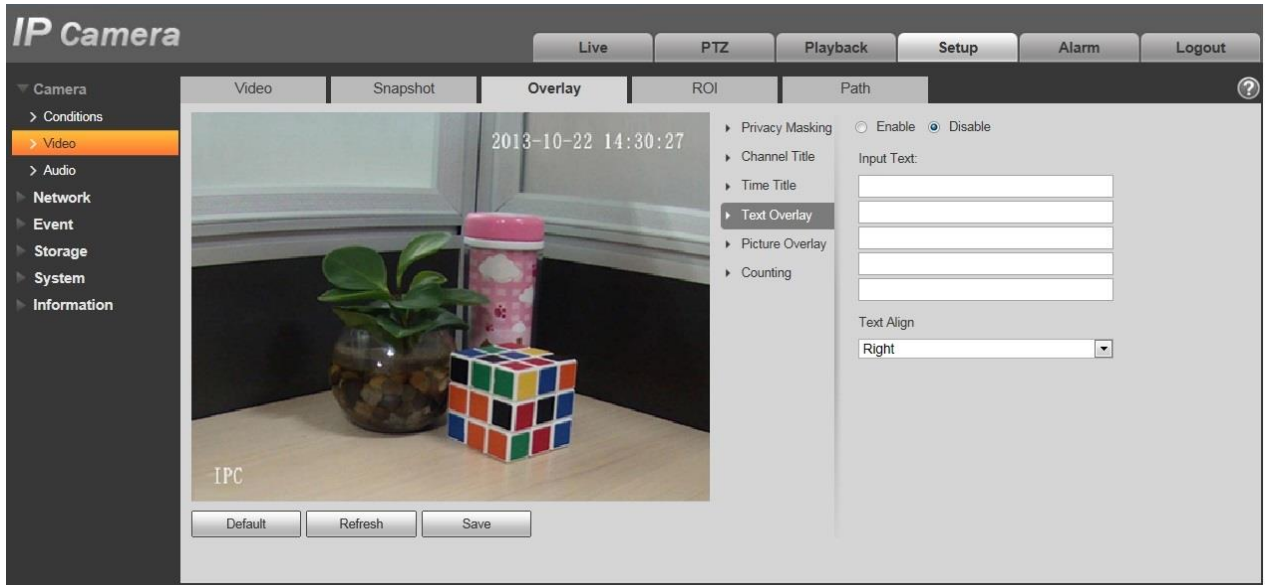 IP Camera
Live PTZ Playback Setup Alarm Logout
Camera
Conditions
Video
Audio
Network
Event
Storage
System
Information
Video Snapshot Overlay ROI Path
2013-10-22 14:30:27
IPC
Default Refresh Save
Privacy Masking
Channel Title
Time Title
Text Overlay
Picture Overlay
Counting
Enable Disable
Input Text:
Text Align
Right